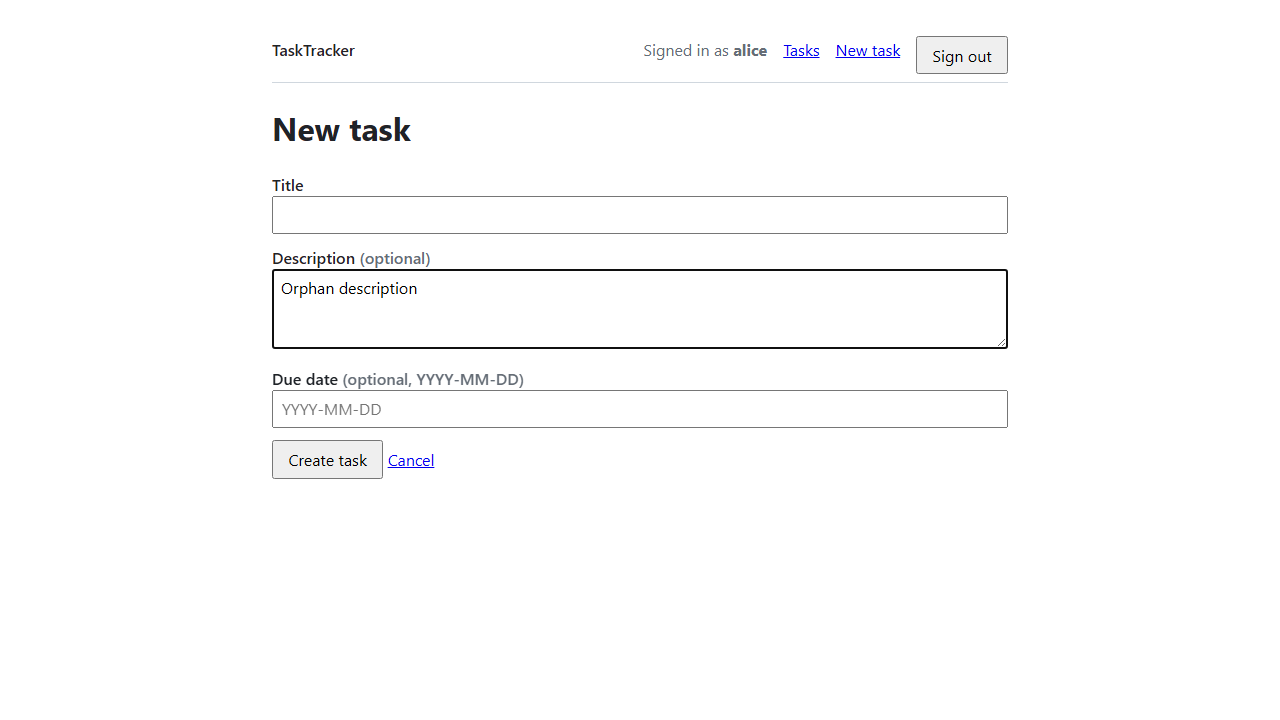 TaskTracker
Signed in as alice Tasks New task Sign out
New task
Title
Description (optional)
Orphan description
Due date (optional, YYYY-MM-DD)
YYYY-MM-DD
Create task Cancel